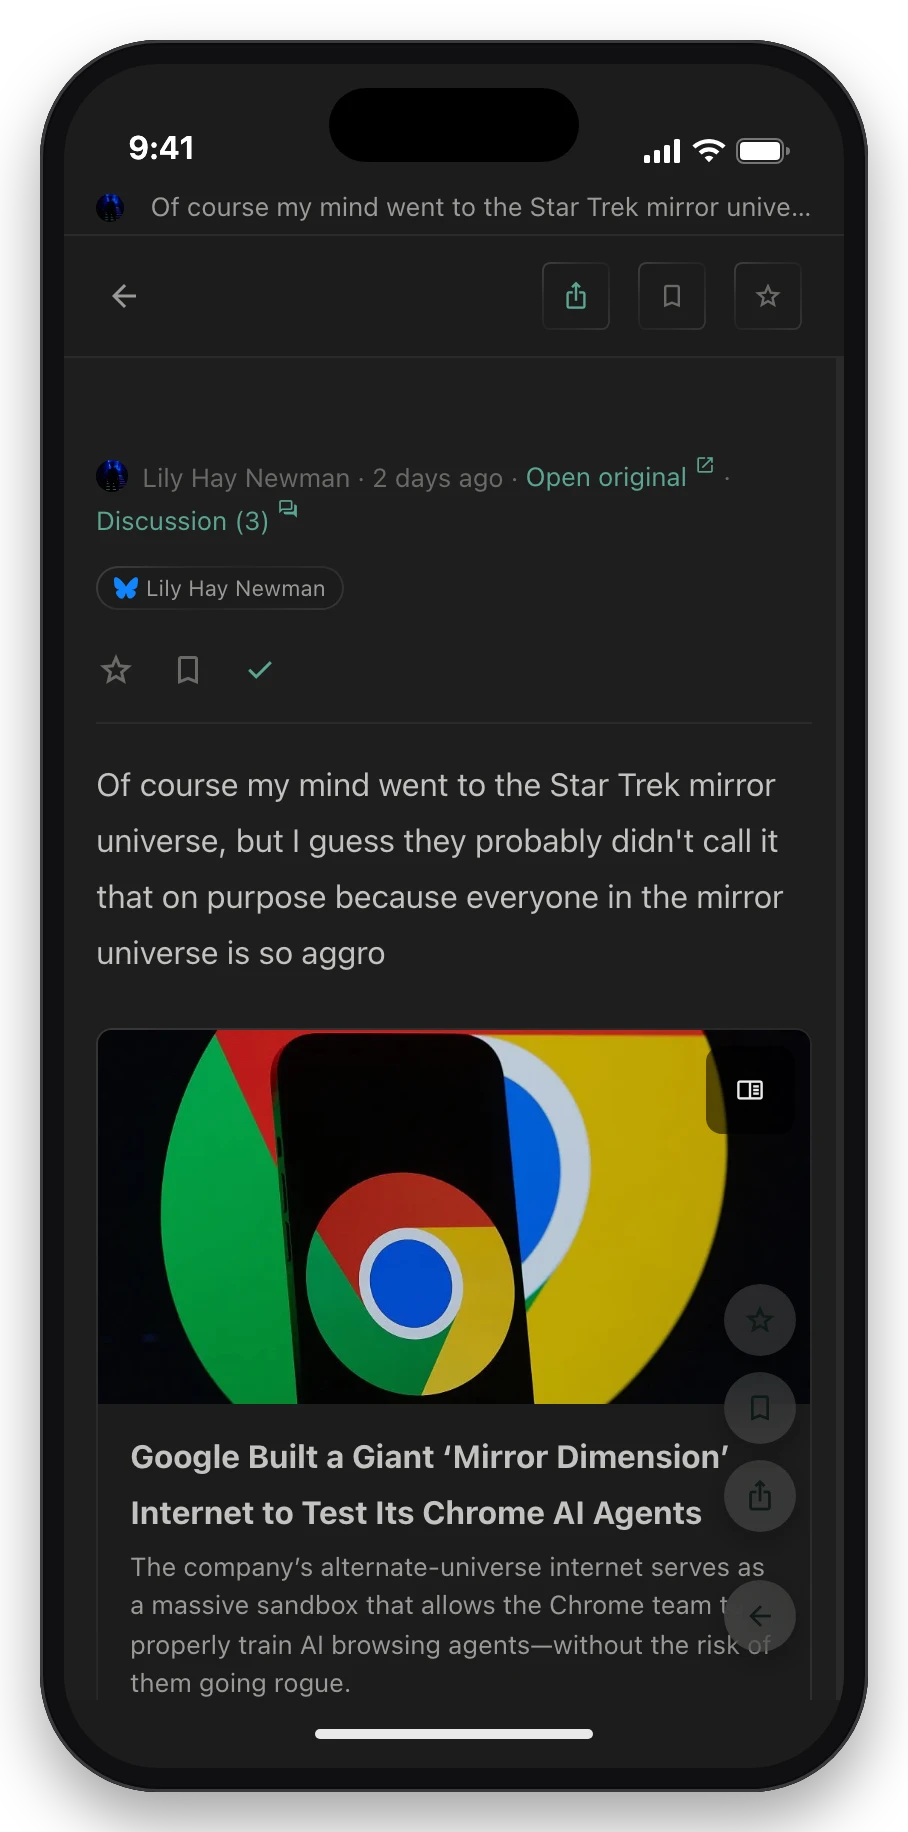 9:41
Of course my mind went to the Star Trek mirror unive...
Lily Hay Newman · 2 days ago · Open original ·
Discussion (3)
Lily Hay Newman
Of course my mind went to the Star Trek mirror
universe, but I guess they probably didn't call it
that on purpose because everyone in the mirror
universe is so aggro
Google Built a Giant ‘Mirror Dimension’
Internet to Test Its Chrome AI Agents
The company’s alternate-universe internet serves as
a massive sandbox that allows the Chrome team
properly train AI browsing agents—without the risk of
them going rogue.